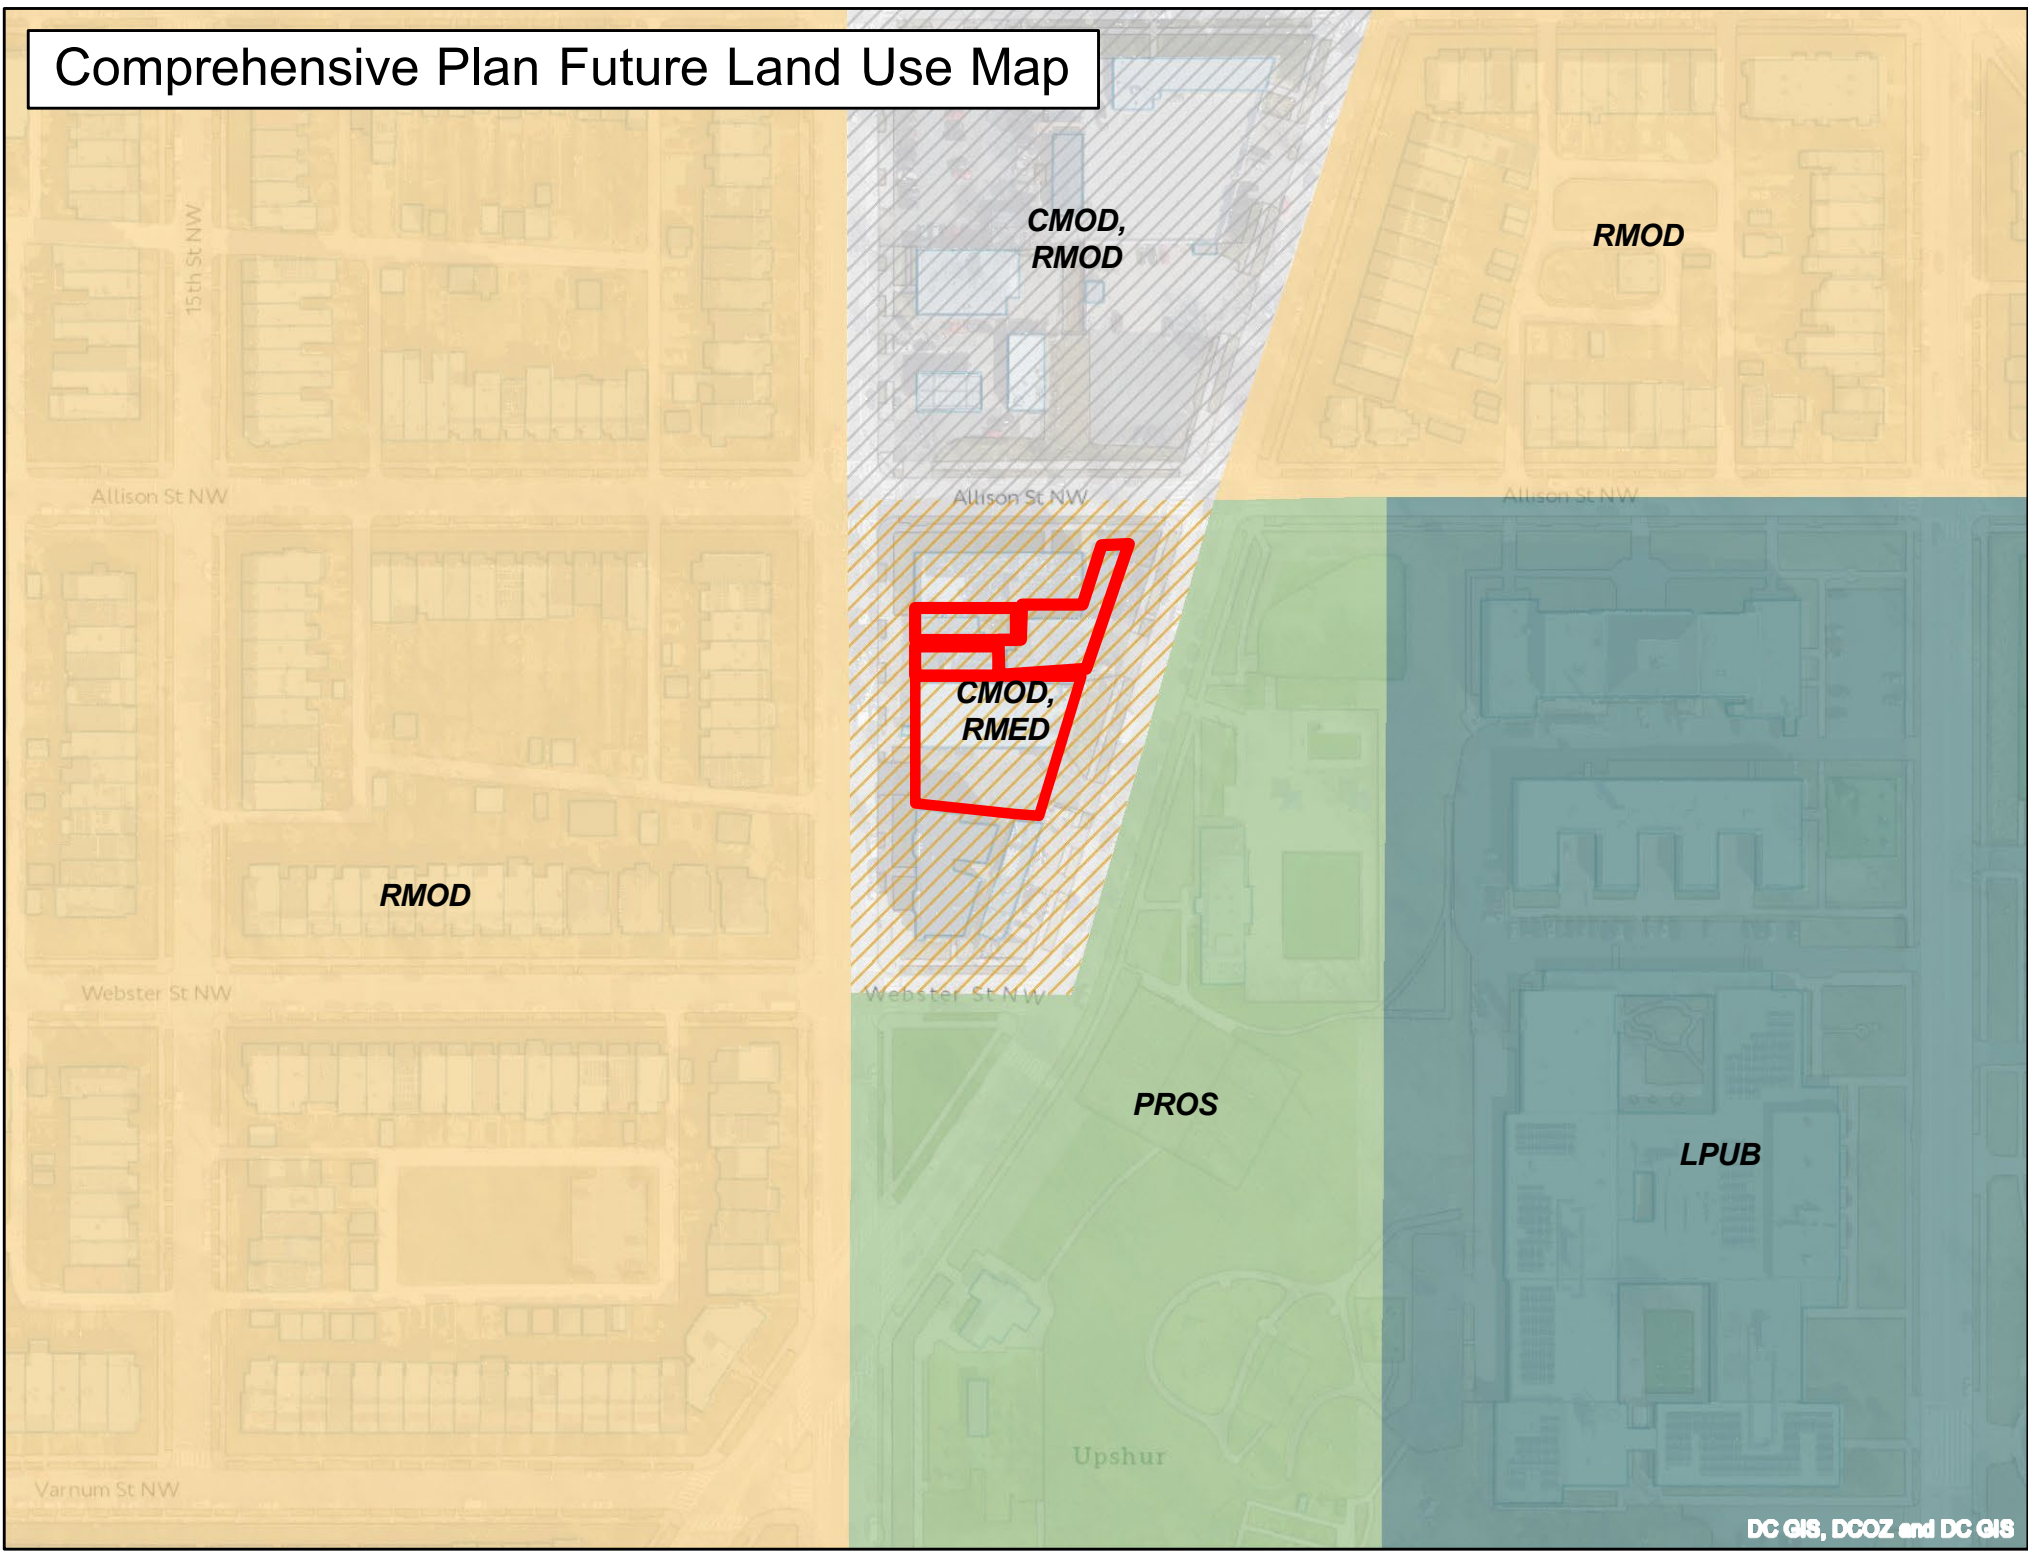 Comprehensive Plan Future Land Use Map
CMOD,
RMOD
RMOD
15th St NW
Allison St NW
Allison St NW
Allison St NW
CMOD,
RMED
RMOD
Webster St NW
Webster St NW
PROS
LPUB
Upshur
Varnum St NW
DC GIS, DCOZ and DC GIS